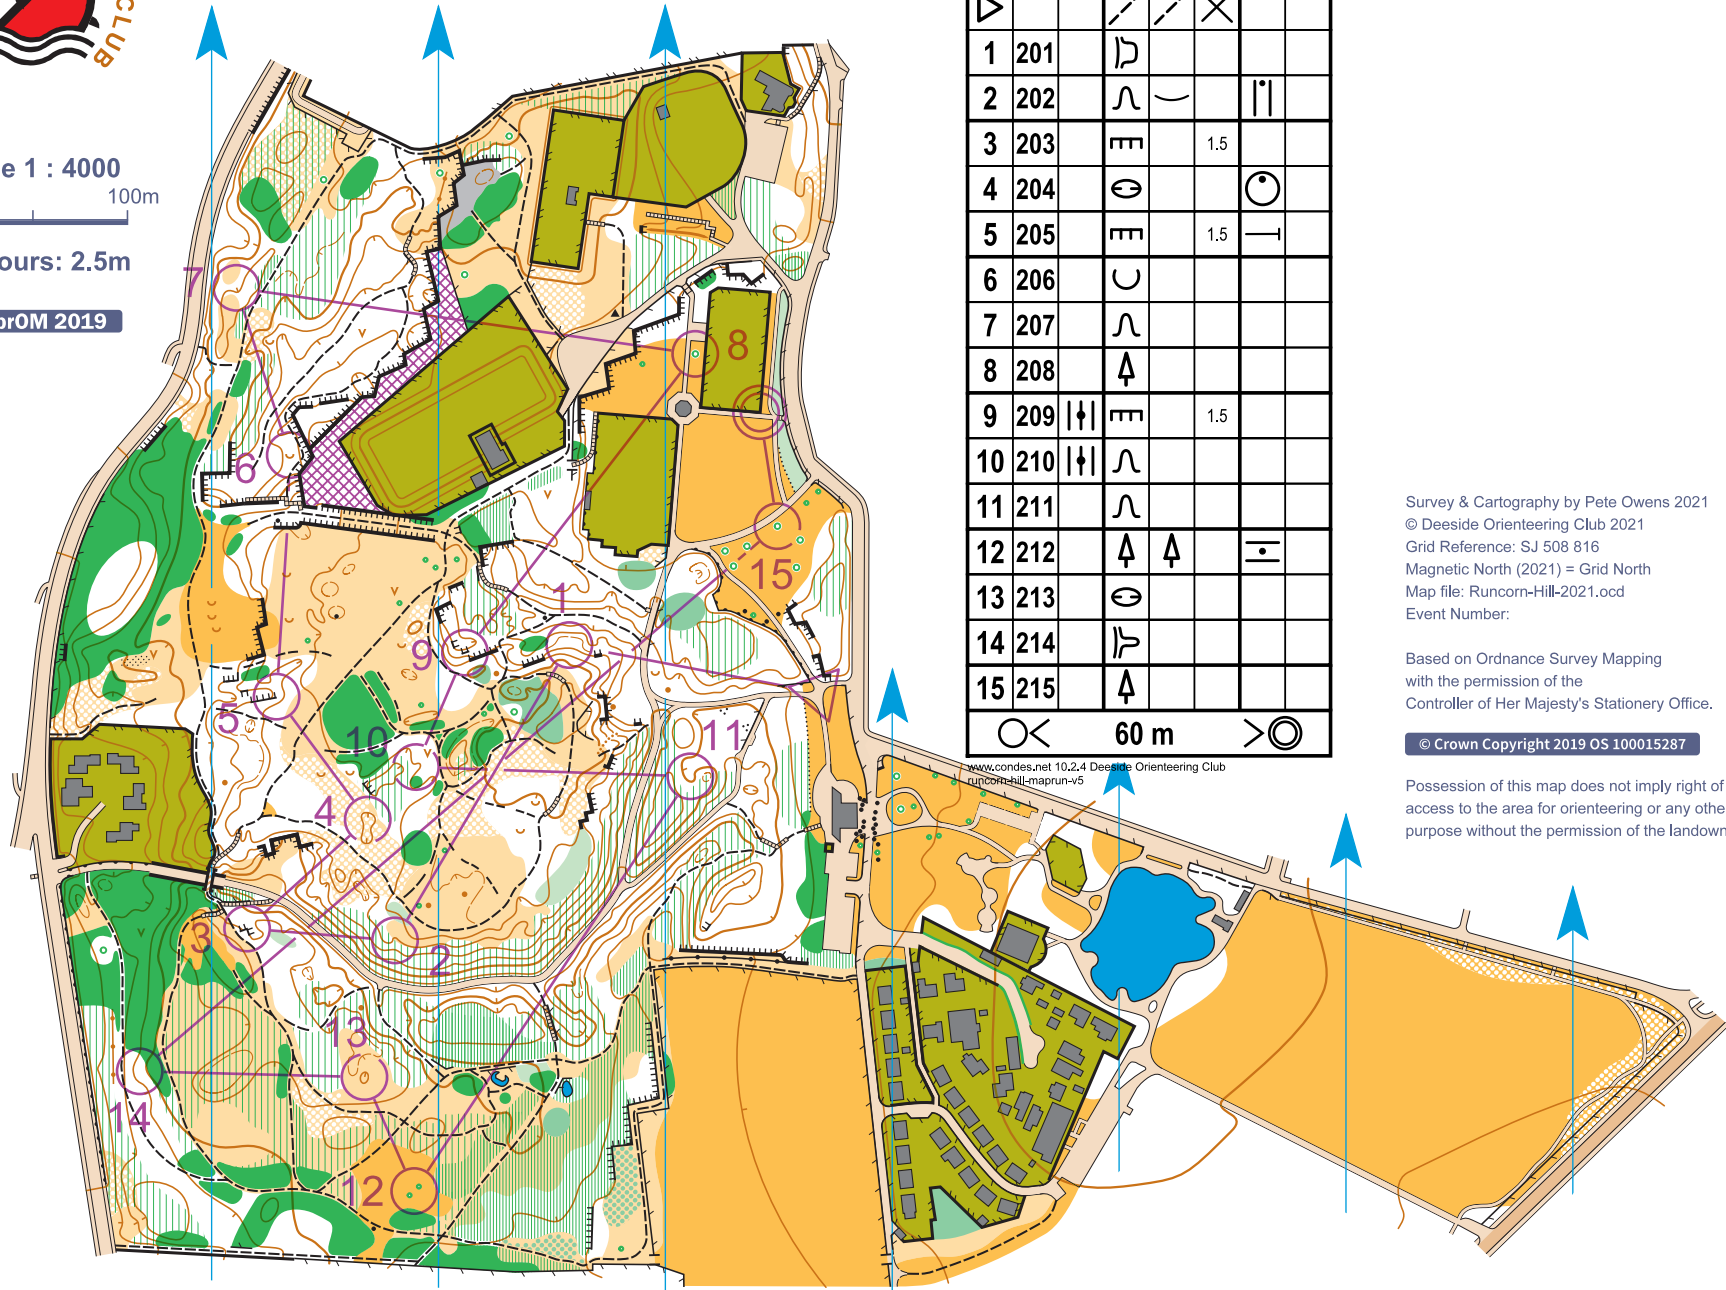 CLUB
e 1 : 4000
100m
ours: 2.5m
prOM 2019
1 201
2 202
3 203 1.5
4 204
5 205 1.5
6 206
7 207
8 208
9 209 1.5
10 210
11 211
12 212
13 213
14 214
15 215
60 m
www.condes.net 10.2.4 Deeside Orienteering Club
runcorn-hill-maprun-v5
Survey & Cartography by Pete Owens 2021
© Deeside Orienteering Club 2021
Grid Reference: SJ 508 816
Magnetic North (2021) = Grid North
Map file: Runcorn-Hill-2021.ocd
Event Number:
Based on Ordnance Survey Mapping
with the permission of the
Controller of Her Majesty's Stationery Office.
© Crown Copyright 2019 OS 100015287
Possession of this map does not imply right of
access to the area for orienteering or any othe
purpose without the permission of the landown
7
8
6
15
1
9
5
10
11
4
3
2
13
14
12